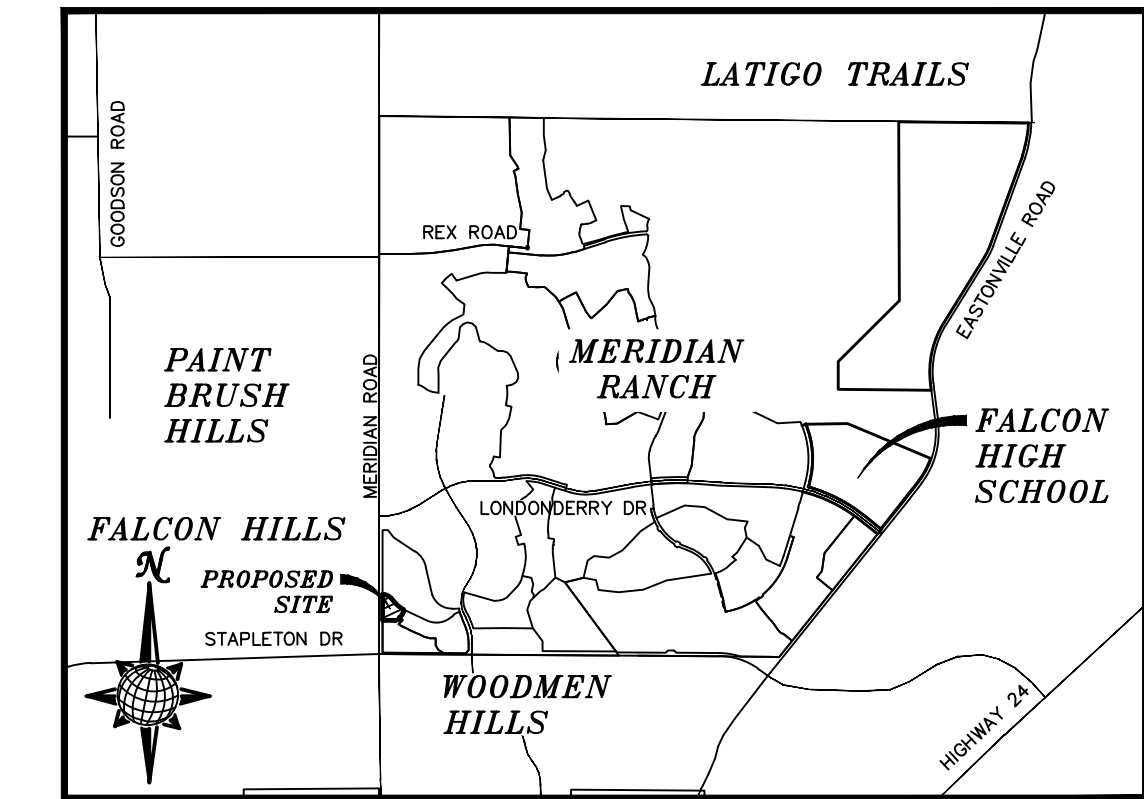 LATIGO TRAILS
GOODSON ROAD
EASTONVILLE ROAD
REX ROAD
MERIDIAN
RANCH
PAINT
BRUSH
HILLS
MERIDIAN ROAD
FALCON
HIGH
SCHOOL
LONDONDERRY DR
FALCON HILLS
N
PROPOSED
SITE
STAPLETON DR
WOODMEN
HILLS
HIGHWAY 24